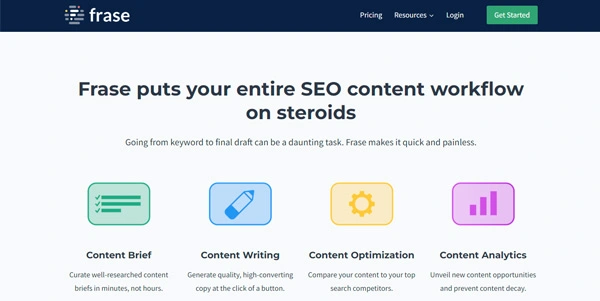 frase
Pricing Resources Login Get Started
Frase puts your entire SEO content workflow
on steroids
Going from keyword to final draft can be a daunting task. Frase makes it quick and painless.
Content Brief
Curate well-researched content
briefs in minutes, not hours.
Content Writing
Generate quality, high-converting
copy at the click of a button.
Content Optimization
Compare your content to your top
search competitors.
Content Analytics
Unveil new content opportunities
and prevent content decay.